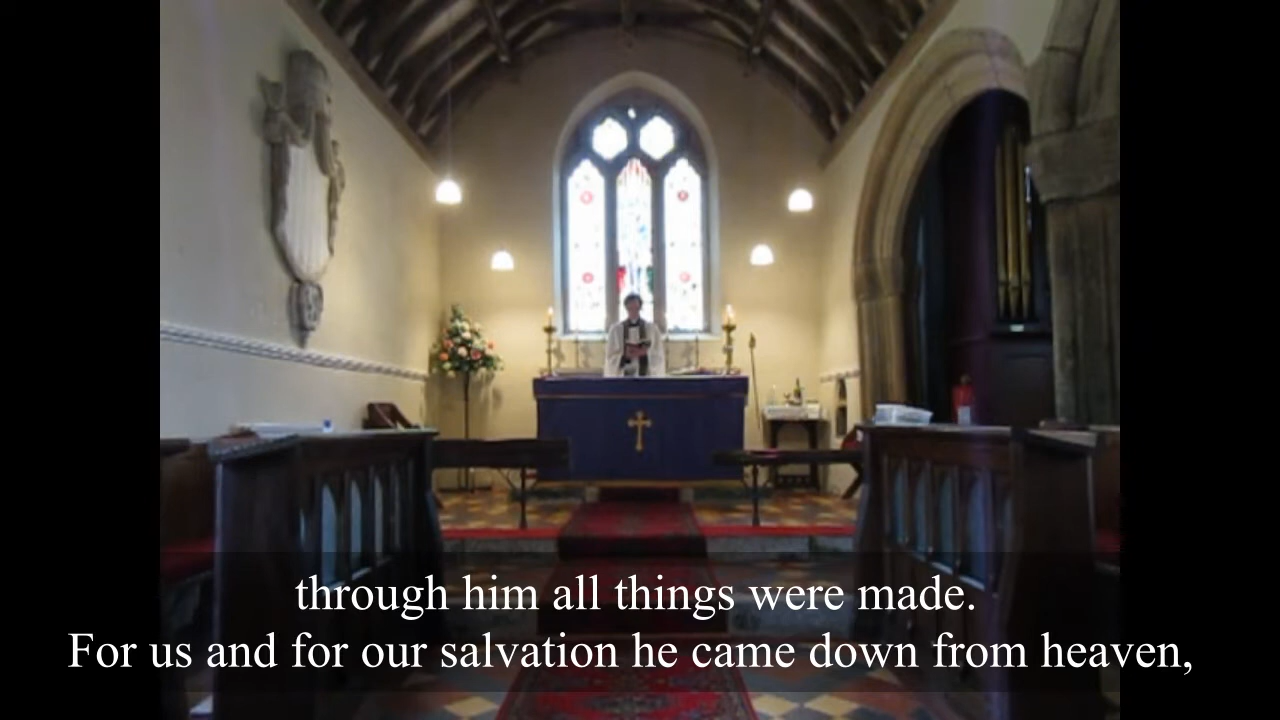 through him all things were made.
For us and for our salvation he came down from heaven,